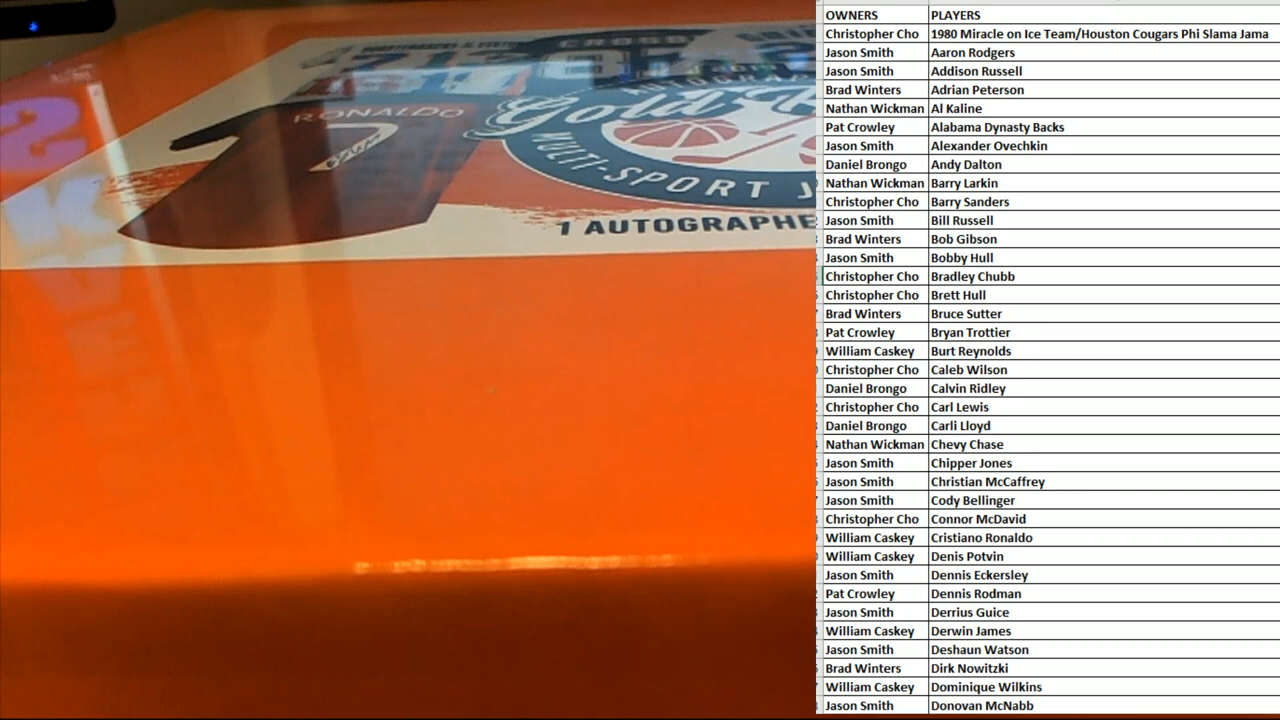 RONALDO
7
Gold
MULTI-SPORT J
1 AUTOGRAPHE
OWNERS PLAYERS
Christopher Cho 1980 Miracle on Ice Team/Houston Cougars Phi Slama Jama
Jason Smith Aaron Rodgers
Jason Smith Addison Russell
Brad Winters Adrian Peterson
Nathan Wickman Al Kaline
Pat Crowley Alabama Dynasty Backs
Jason Smith Alexander Ovechkin
Daniel Brongo Andy Dalton
Nathan Wickman Barry Larkin
Christopher Cho Barry Sanders
Jason Smith Bill Russell
Brad Winters Bob Gibson
Jason Smith Bobby Hull
Christopher Cho Bradley Chubb
Christopher Cho Brett Hull
Brad Winters Bruce Sutter
Pat Crowley Bryan Trottier
William Caskey Burt Reynolds
Christopher Cho Caleb Wilson
Daniel Brongo Calvin Ridley
Christopher Cho Carl Lewis
Daniel Brongo Carli Lloyd
Nathan Wickman Chevy Chase
Jason Smith Chipper Jones
Jason Smith Christian McCaffrey
Jason Smith Cody Bellinger
Christopher Cho Connor McDavid
William Caskey Cristiano Ronaldo
William Caskey Denis Potvin
Jason Smith Dennis Eckersley
Pat Crowley Dennis Rodman
Jason Smith Derrius Guice
William Caskey Derwin James
Jason Smith Deshaun Watson
Brad Winters Dirk Nowitzki
William Caskey Dominique Wilkins
Jason Smith Donovan McNabb